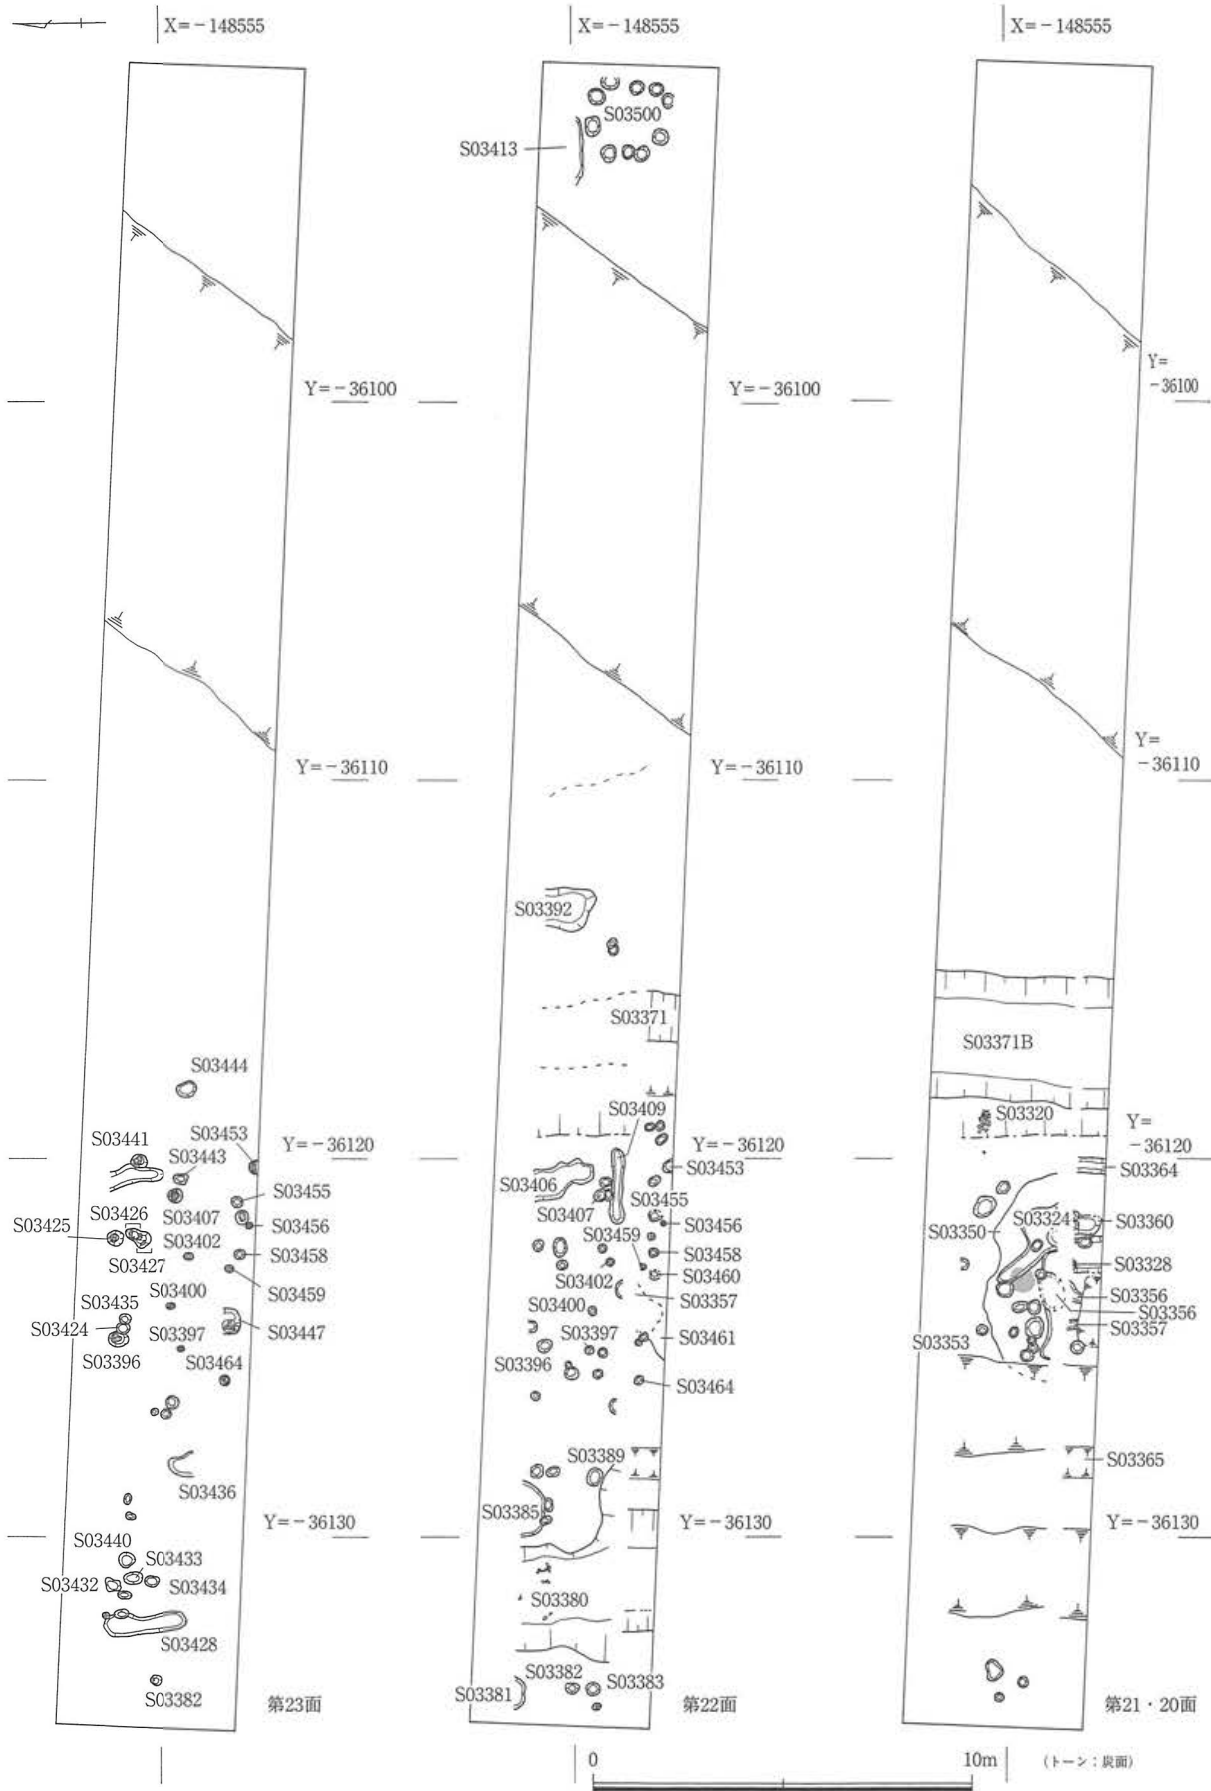 X=-148555
X=-148555
X=-148555
S03500
S03413
Y=-36100
Y=-36100
Y=
-36100
Y=-36110
Y=-36110
Y=
-36110
S03392
S03371
S03371B
S03444
S03409
S03320
S03441
S03453
Y=-36120
Y=-36120
Y=
-36120
S03443
S03453
S03364
S03406
S03455
S03455
S03426
S03407
S03407
S03324
S03360
S03425
S03456
S03456
S03350
S03402
S03459
S03427
S03458
S03458
S03328
S03402
S03460
S03400
S03459
S03357
S03356
S03435
S03400
S03356
S03424
S03397
S03447
S03397
S03461
S03357
S03353
S03396
S03464
S03396
S03464
S03389
S03365
S03436
S03385
Y=-36130
Y=-36130
Y=-36130
S03440
S03433
S03432
S03434
S03380
S03428
S03382
S03383
S03381
S03382
第23面
第22面
第21・20面
0
10m
(トーン：炭面)